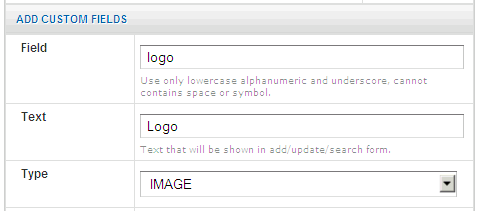 ADD CUSTOM FIELDS
Field
logo
Use only lowercase alphanumeric and underscore, cannot
contains space or symbol.
Text
Logo
Text that will be shown in add/update/search form.
Type
IMAGE